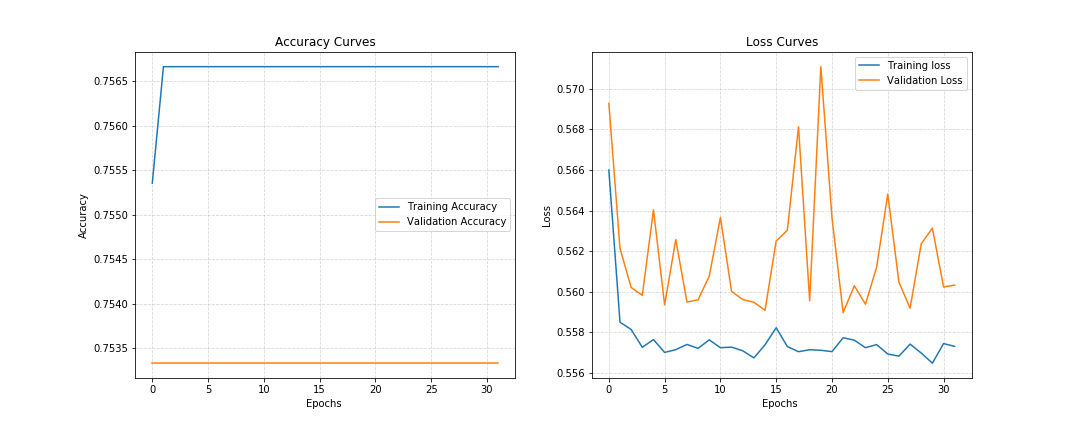 Accuracy Curves
0.7565
0.7560
0.7555
0.7550
0.7545
0.7540
0.7535
Accuracy
Training Accuracy
Validation Accuracy
0 5 10 15 20 25 30
Epochs
Loss Curves
0.570
0.568
0.566
0.564
0.562
0.560
0.558
0.556
Loss
Training loss
Validation Loss
0 5 10 15 20 25 30
Epochs